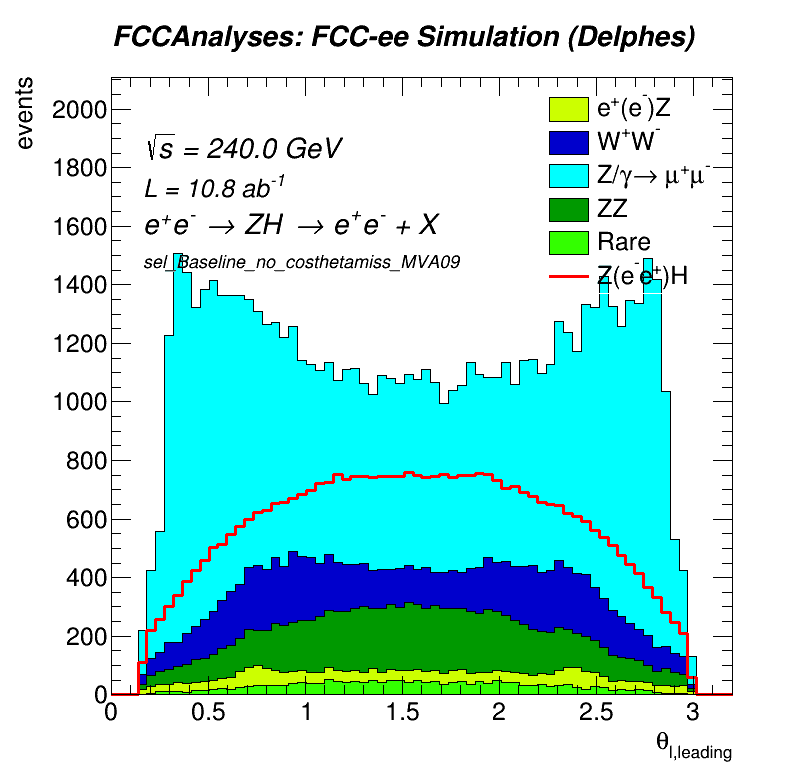 FCCAnalyses: FCC-ee Simulation (Delphes)
events
√s = 240.0 GeV
L = 10.8 ab⁻¹
e⁺e⁻ → ZH → e⁺e⁻ + X
sel_Baseline_no_costhetamiss_MVA09
e⁺(e⁻)Z
W⁺W⁻
Z/γ→ μ⁺μ⁻
ZZ
Rare
Z(e⁻e⁺)H
2000
1800
1600
1400
1200
1000
800
600
400
200
0
0 0.5 1 1.5 2 2.5 3
θl,leading